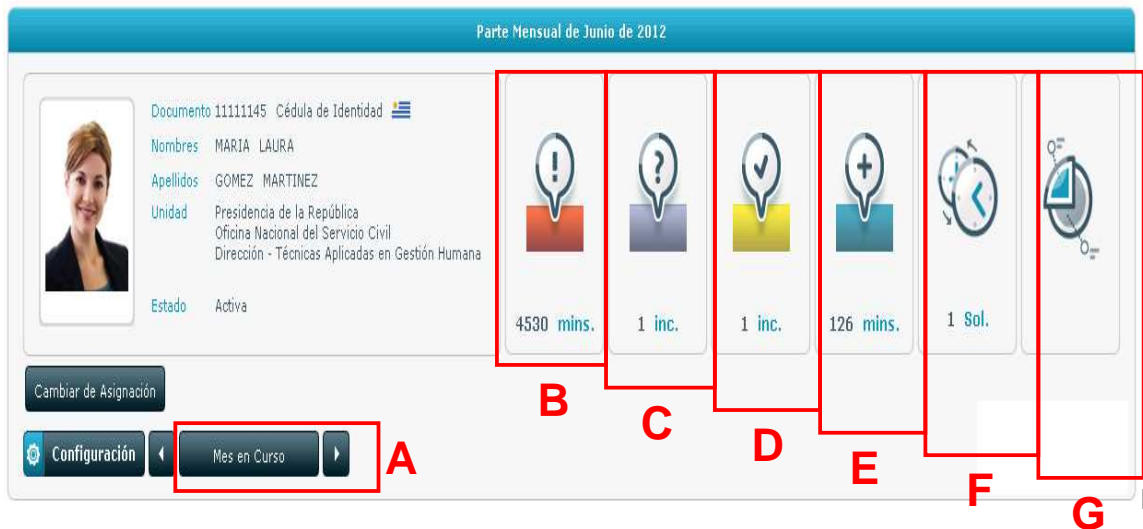 Parte Mensual de Junio de 2012
Documento 11111145 Cédula de Identidad
Nombres MARIA LAURA
Apellidos GOMEZ MARTINEZ
Unidad Presidencia de la República
Oficina Nacional del Servicio Civil
Dirección - Técnicas Aplicadas en Gestión Humana
Estado Activa
4530 mins.
1 inc.
1 inc.
126 mins.
1 Sol.
Cambiar de Asignación
Configuración
Mes en Curso
A
B
C
D
E
F
G